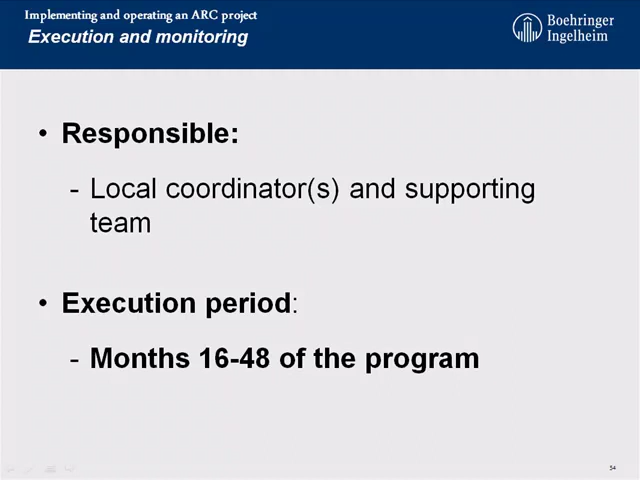 Implementing and operating an ARC project
Execution and monitoring
Boehringer
Ingelheim
• Responsible:
- Local coordinator(s) and supporting
team
• Execution period:
- Months 16-48 of the program
54